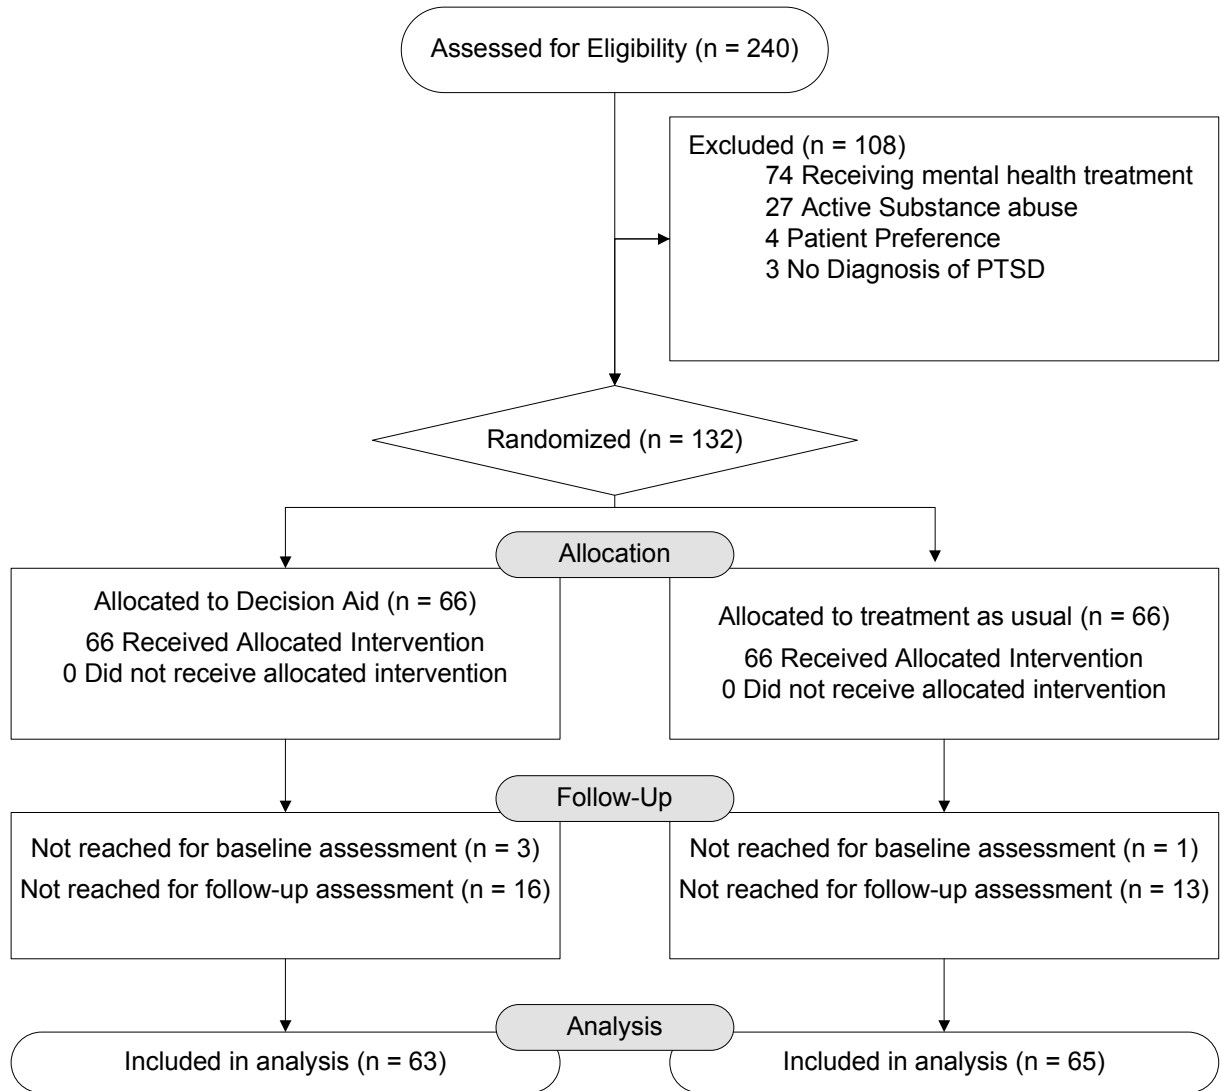 Assessed for Eligibility (n = 240)
Excluded (n = 108)
74 Receiving mental health treatment
27 Active Substance abuse
4 Patient Preference
3 No Diagnosis of PTSD
Randomized (n = 132)
Allocation
Allocated to Decision Aid (n = 66)
66 Received Allocated Intervention
0 Did not receive allocated intervention
Allocated to treatment as usual (n = 66)
66 Received Allocated Intervention
0 Did not receive allocated intervention
Follow-Up
Not reached for baseline assessment (n = 3)
Not reached for follow-up assessment (n = 16)
Not reached for baseline assessment (n = 1)
Not reached for follow-up assessment (n = 13)
Analysis
Included in analysis (n = 63)
Included in analysis (n = 65)